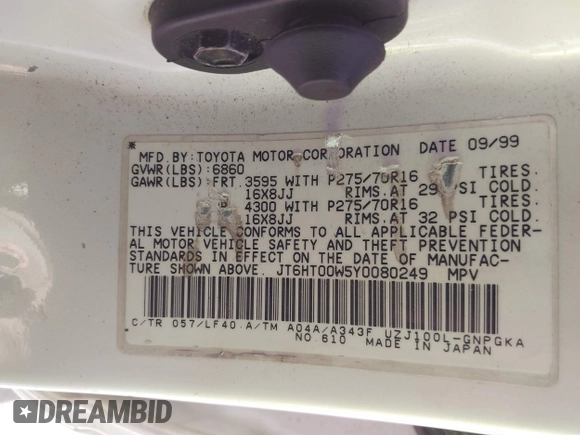 * MFD.BY:TOYOTA MOTOR CORPORATION DATE 09/99
GVWR(LBS):6860
GAWR(LBS):FRT.3595 WITH P275/70R16 TIRES.
16X8JJ RIMS.AT 29 PSI COLD.
4300 WITH P275/70R16 TIRES.
16X8JJ RIMS.AT 32 PSI COLD.
THIS VEHICLE CONFORMS TO ALL APPLICABLE FEDER-
AL MOTOR VEHICLE SAFETY AND THEFT PREVENTION
STANDARDS IN EFFECT ON THE DATE OF MANUFAC-
TURE SHOWN ABOVE. JT6HT00W5Y0080249 MPV
C/TR 057/LF40.A/TM A04A/A343F UZJ100L-GNPGKA
NO 610 MADE IN JAPAN
DREAMBID